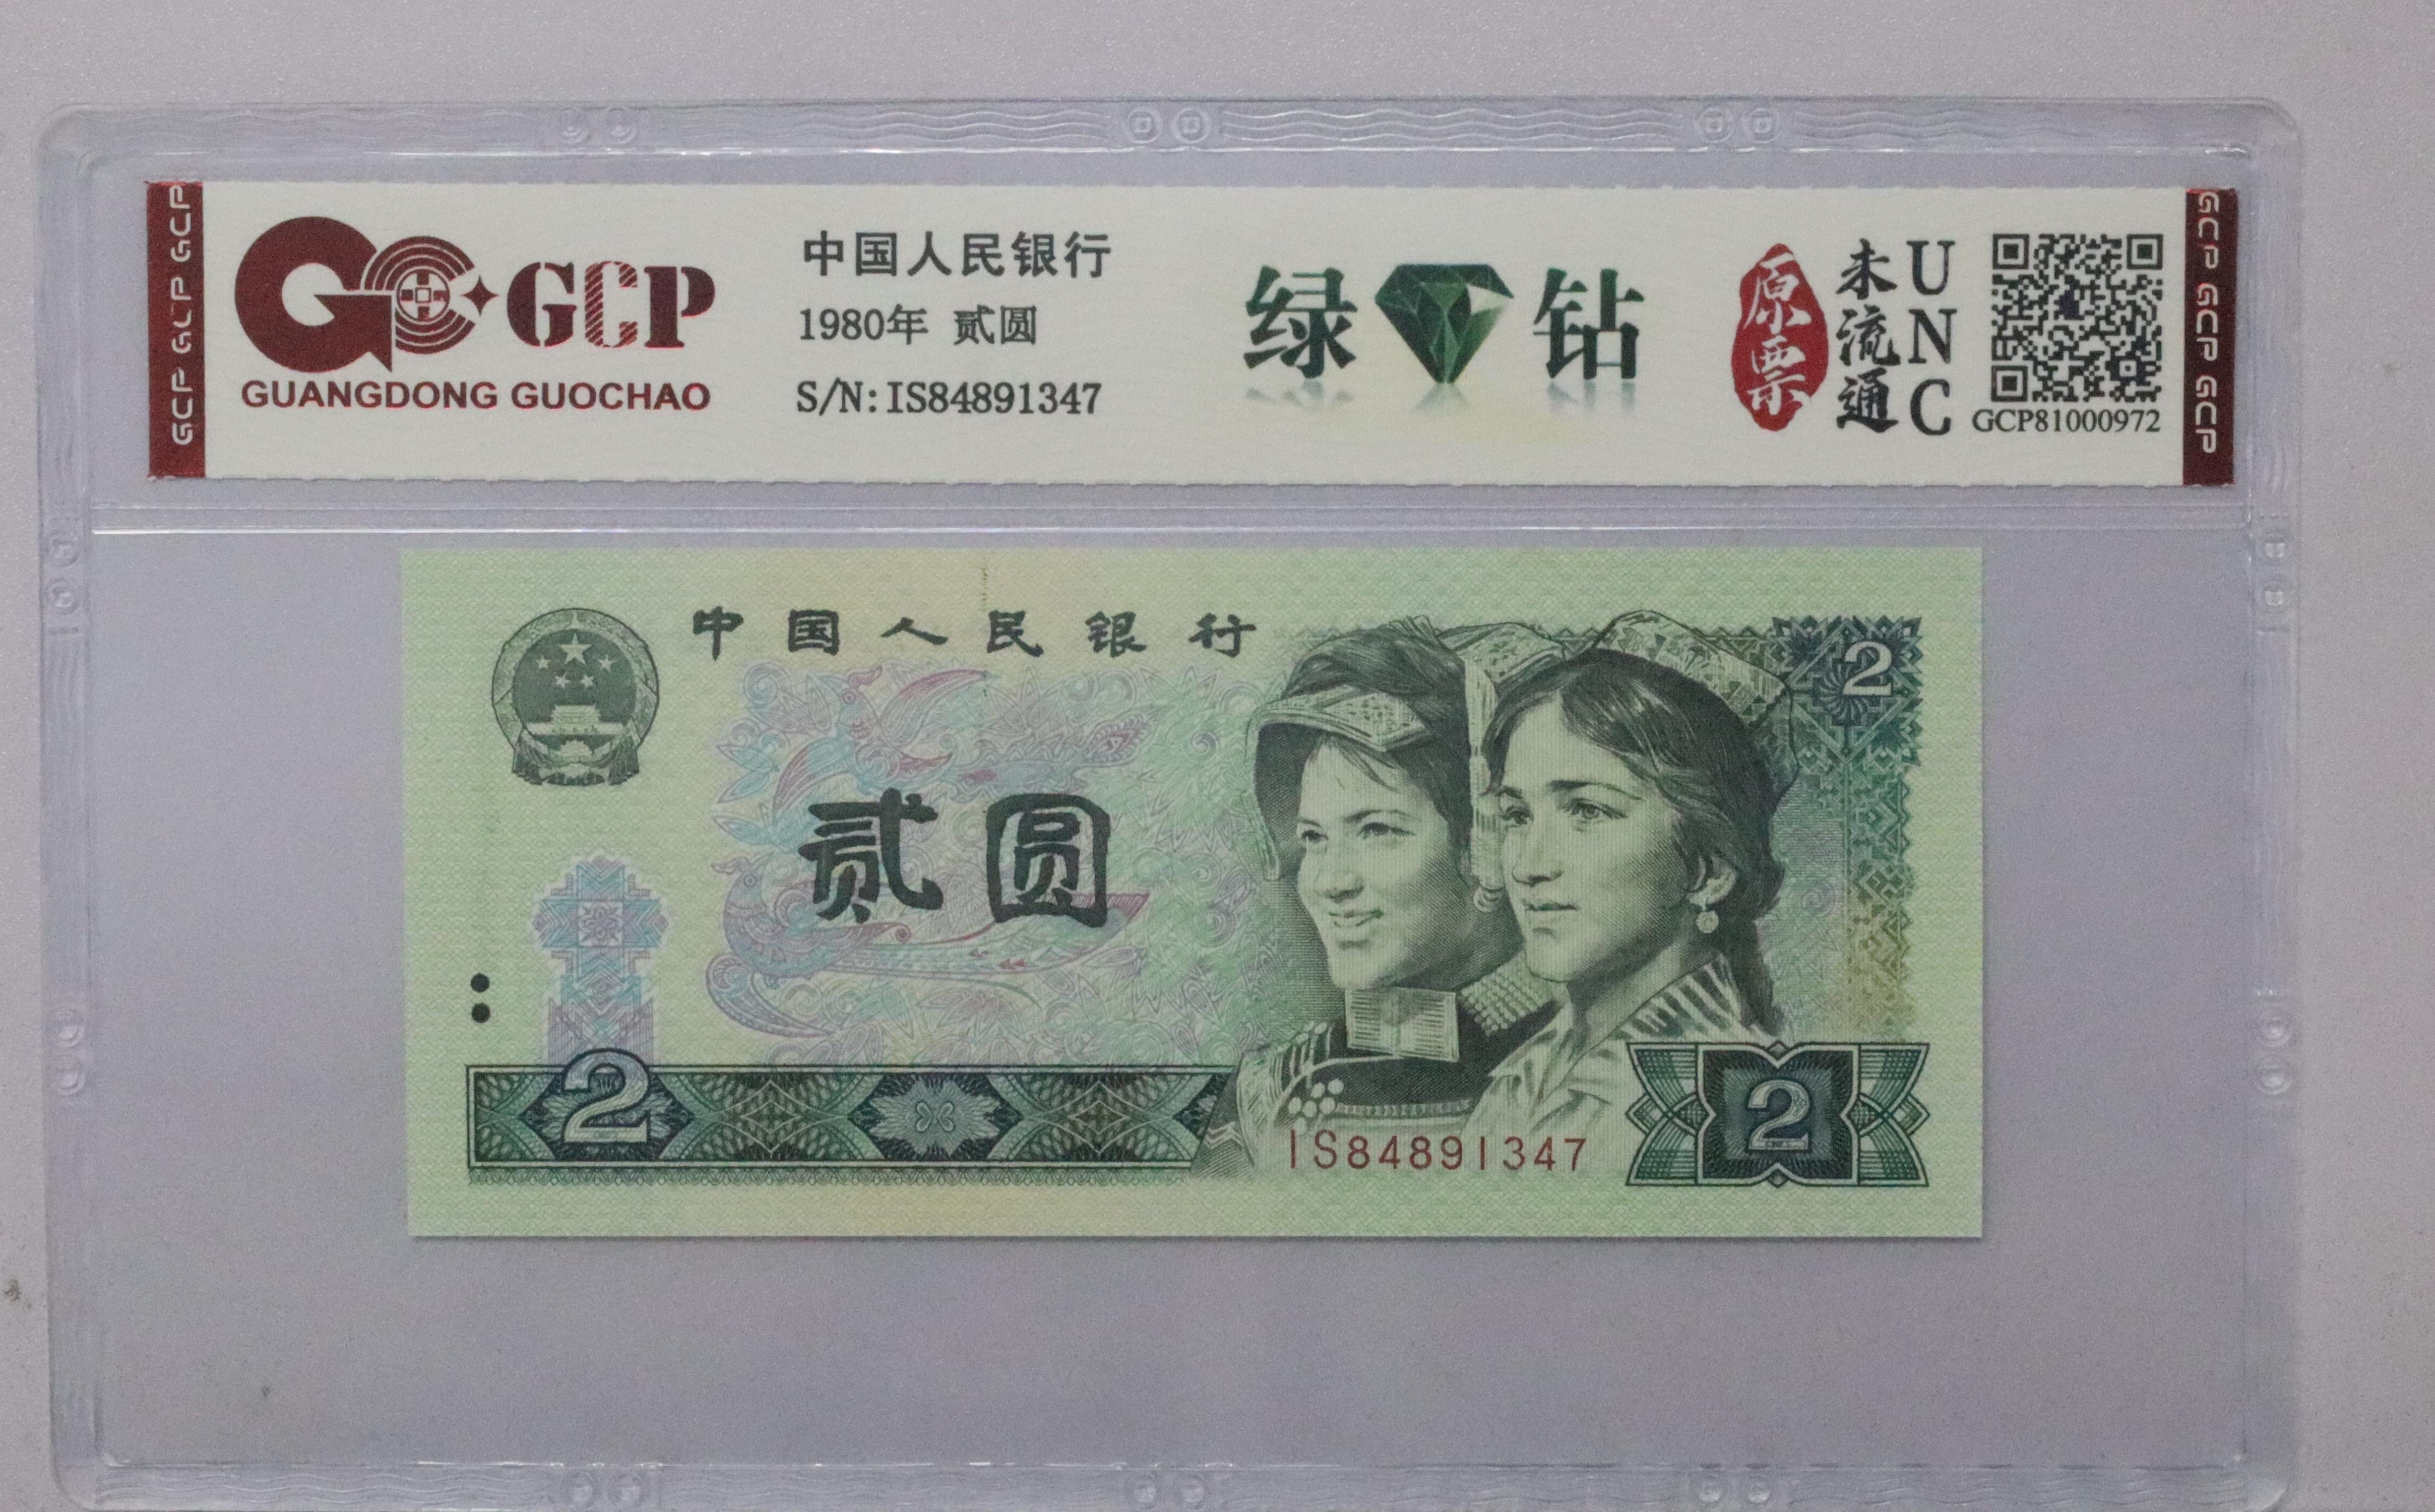 GCP GCP GCP
GCP
GUANGDONG GUOCHAO
中国人民银行
1980年 贰圆
S/N:IS84891347
绿钻
原票
未流通
UNC
GCP81000972
GCP GCP GCP
中国人民银行
2
贰圆
2
IS84891347
2